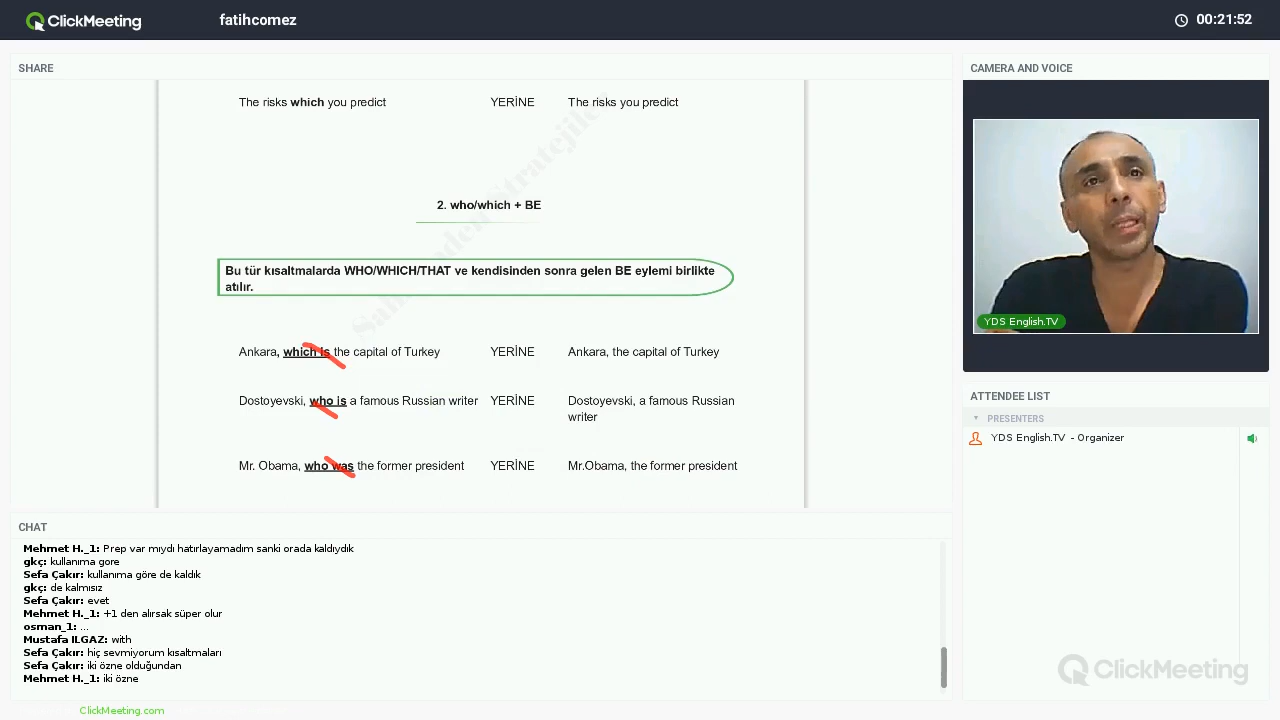 ClickMeeting
fatihcomez
00:21:52
SHARE
The risks which you predict YERİNE The risks you predict
2. who/which + BE
Bu tür kısaltmalarda WHO/WHICH/THAT ve kendisinden sonra gelen BE eylemi birlikte
atılır.
Ankara, which is the capital of Turkey YERİNE Ankara, the capital of Turkey
Dostoyevski, who is a famous Russian writer YERİNE Dostoyevski, a famous Russian
writer
Mr. Obama, who was the former president YERİNE Mr.Obama, the former president
CAMERA AND VOICE
YDS English.TV
ATTENDEE LIST
PRESENTERS
YDS English.TV - Organizer
CHAT
Mehmet H._1: Prep var mıydı hatırlayamadım sanki orada kaldıydık
gkç: kullanıma gore
Sefa Çakır: kullanıma göre de kaldık
gkç: de kalmısız
Sefa Çakır: evet
Mehmet H._1: +1 den alırsak süper olur
osman_1: ...
Mustafa ILGAZ: with
Sefa Çakır: hiç sevmiyorum kısaltmaları
Sefa Çakır: iki özne olduğundan
Mehmet H._1: iki özne
ClickMeeting
ClickMeeting.com